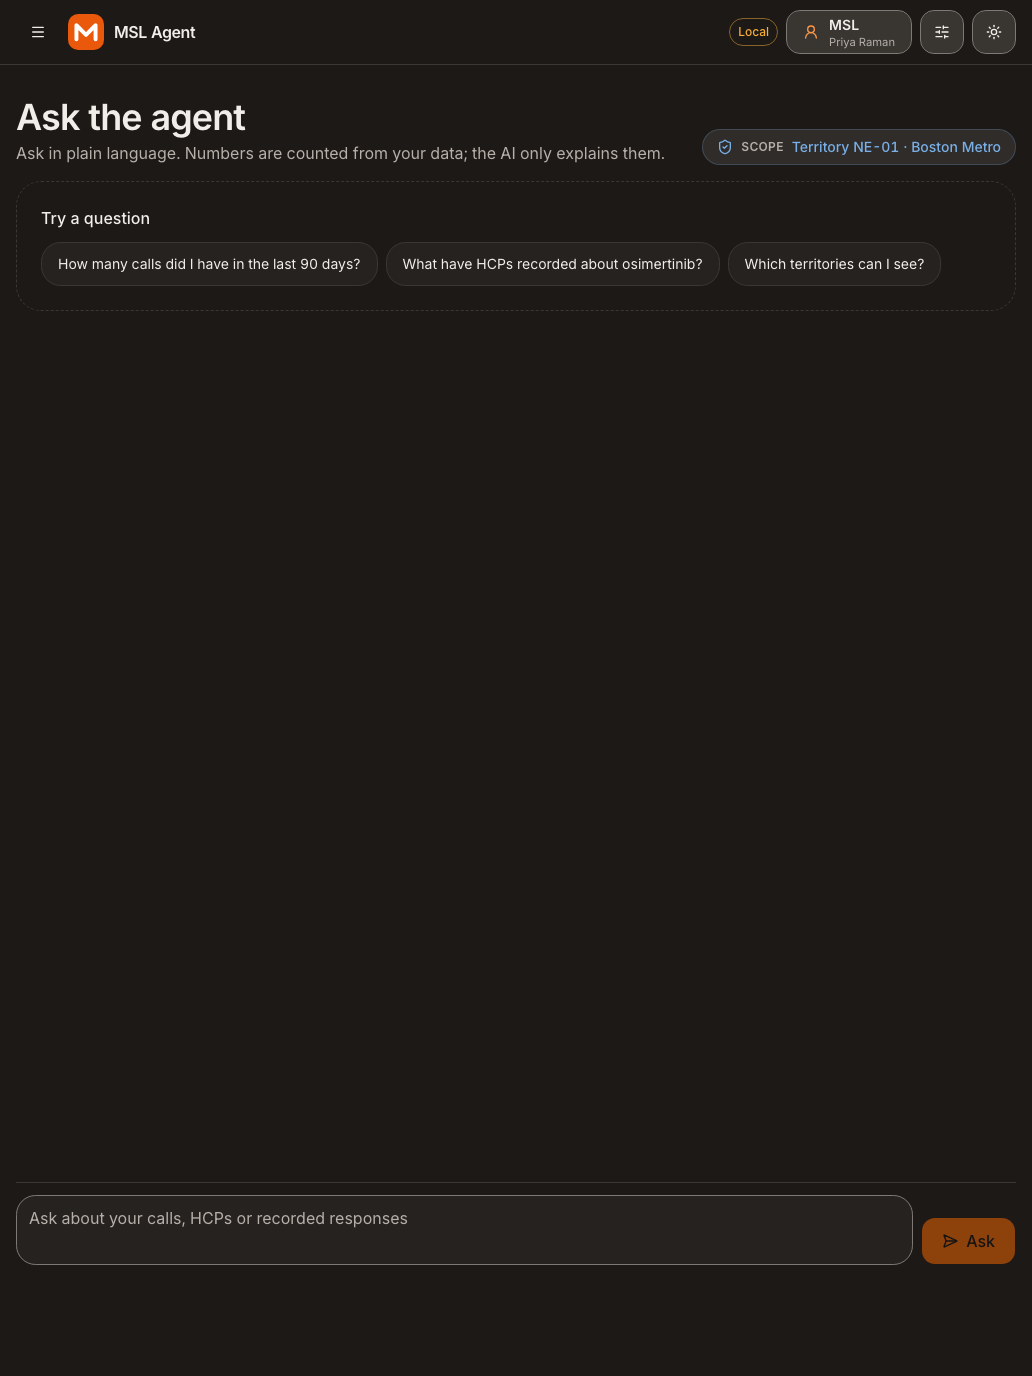 MSL Agent
Local
MSL
Priya Raman
Ask the agent
Ask in plain language. Numbers are counted from your data; the AI only explains them.
SCOPE Territory NE-01 · Boston Metro
Try a question
How many calls did I have in the last 90 days?
What have HCPs recorded about osimertinib?
Which territories can I see?
Ask about your calls, HCPs or recorded responses
Ask